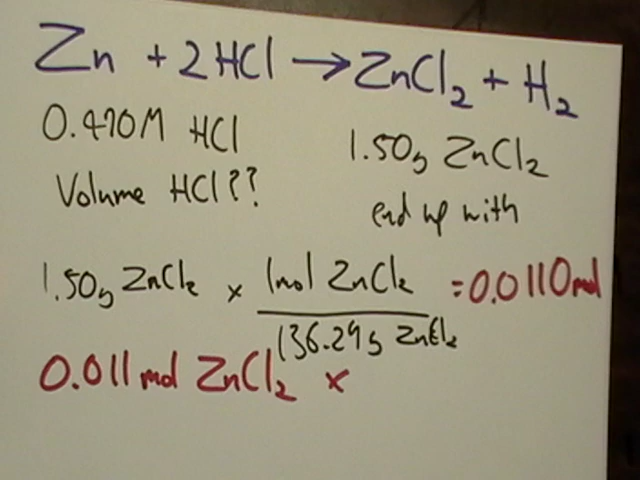 Zn + 2HCl → ZnCl₂ + H₂
0.470M HCl
Volume HCl??
1.50g ZnCl₂
end up with
1.50g ZnCl₂ x 1mol ZnCl₂ = 0.0110mol
136.29g ZnCl₂
0.011 mol ZnCl₂ x